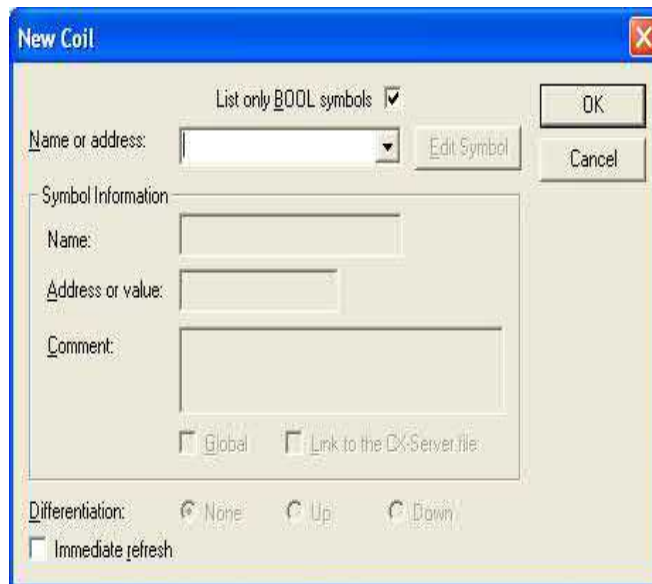 New Coil
List only BOOL symbols
OK
Name or address:
Edit Symbol
Cancel
Symbol Information
Name:
Address or value:
Comment:
Global
Link to the CX-Server file
Differentiation:
None
Up
Down
Immediate refresh